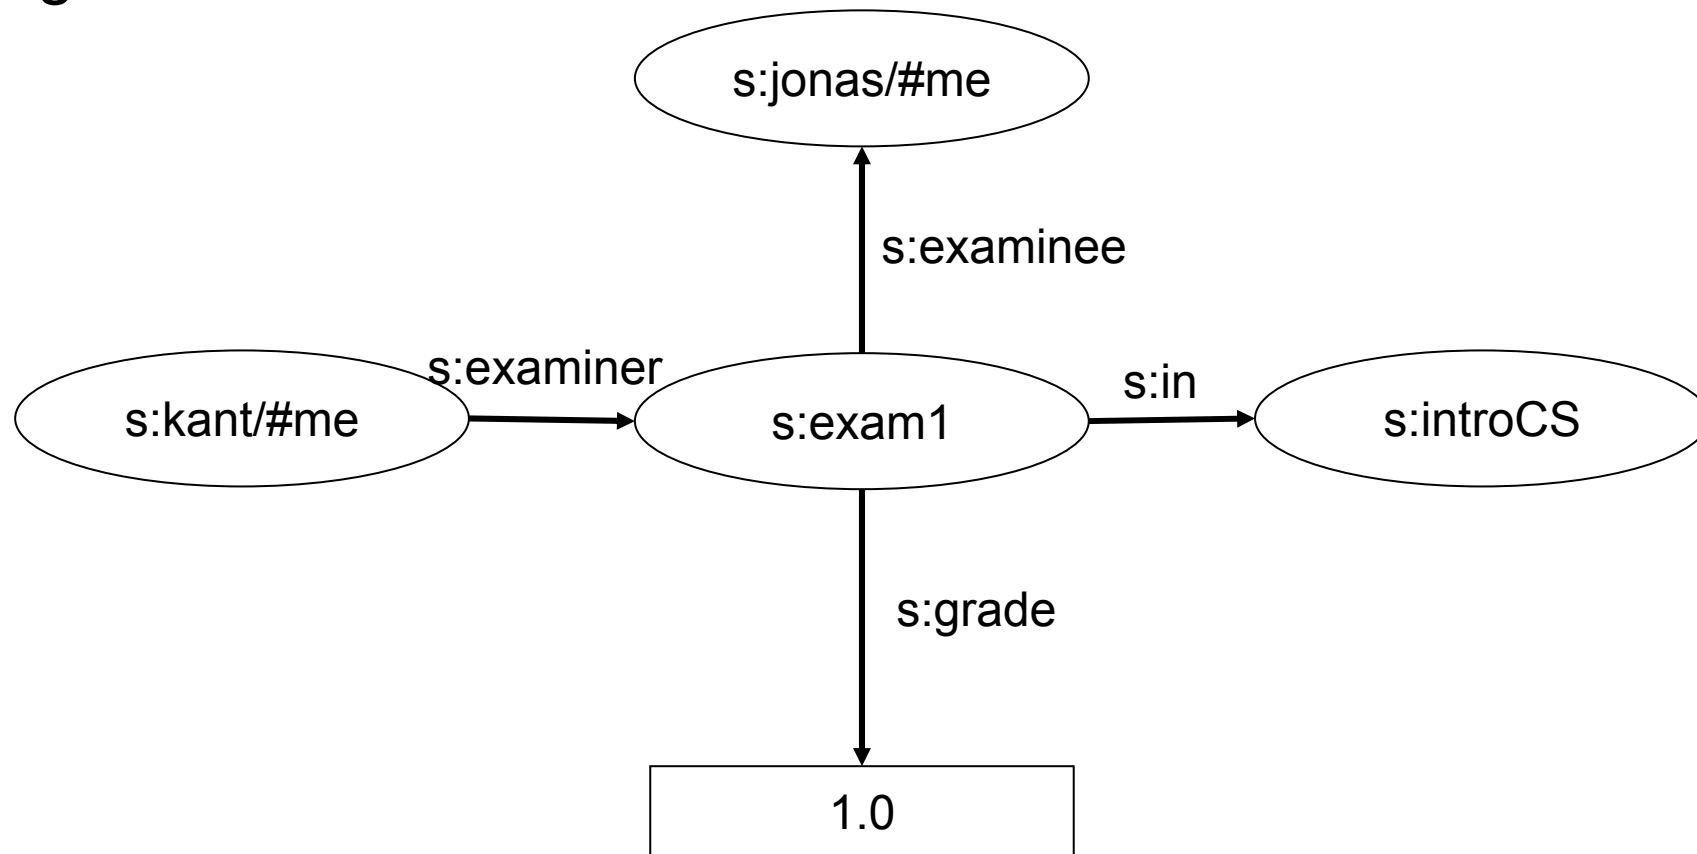 s:jonas/#me
s:examinee
s:examiner
s:in
s:kant/#me
s:exam1
s:introCS
s:grade
1.0